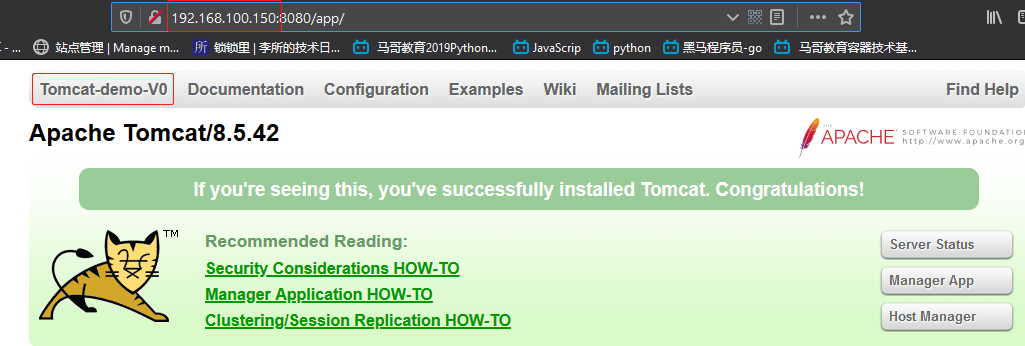 192.168.100.150:8080/app/
站点管理 | Manage m... 锁锁里 | 李所的技术日... 马哥教育2019Python... JavaScrip python 黑马程序员-go 马哥教育容器技术基...
Tomcat-demo-V0 Documentation Configuration Examples Wiki Mailing Lists Find Help
Apache Tomcat/8.5.42
THE APACHE SOFTWARE FOUNDATION
http://www.apache.org
If you're seeing this, you've successfully installed Tomcat. Congratulations!
TM
Recommended Reading:
Security Considerations HOW-TO
Manager Application HOW-TO
Clustering/Session Replication HOW-TO
Server Status
Manager App
Host Manager